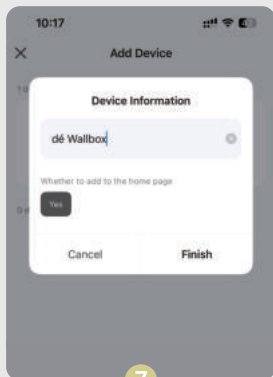 10:17
Add Device
Device Information
dé Wallbox
Whether to add to the home page
Yes
Cancel
Finish
7